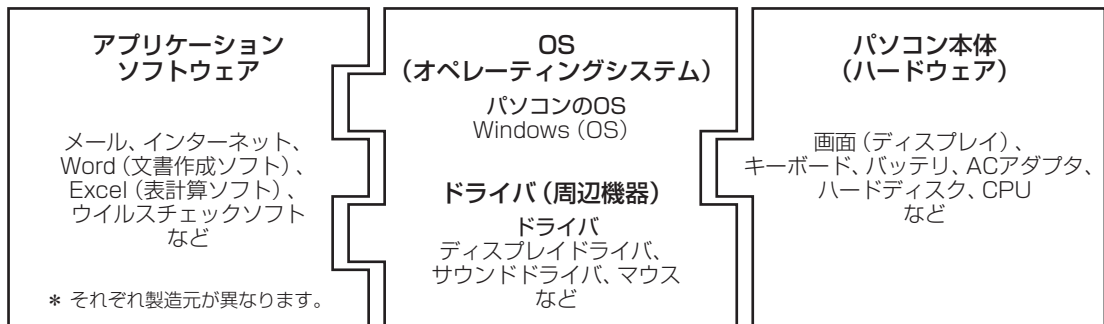 アプリケーション
ソフトウェア
メール、インターネット、
Word（文書作成ソフト）、
Excel（表計算ソフト）、
ウイルスチェックソフト
など
* それぞれ製造元が異なります。
OS
（オペレーティングシステム）
パソコンのOS
Windows（OS）
ドライバ（周辺機器）
ドライバ
ディスプレイドライバ、
サウンドドライバ、マウス
など
パソコン本体
（ハードウェア）
画面（ディスプレイ）、
キーボード、バッテリ、ACアダプタ、
ハードディスク、CPU
など